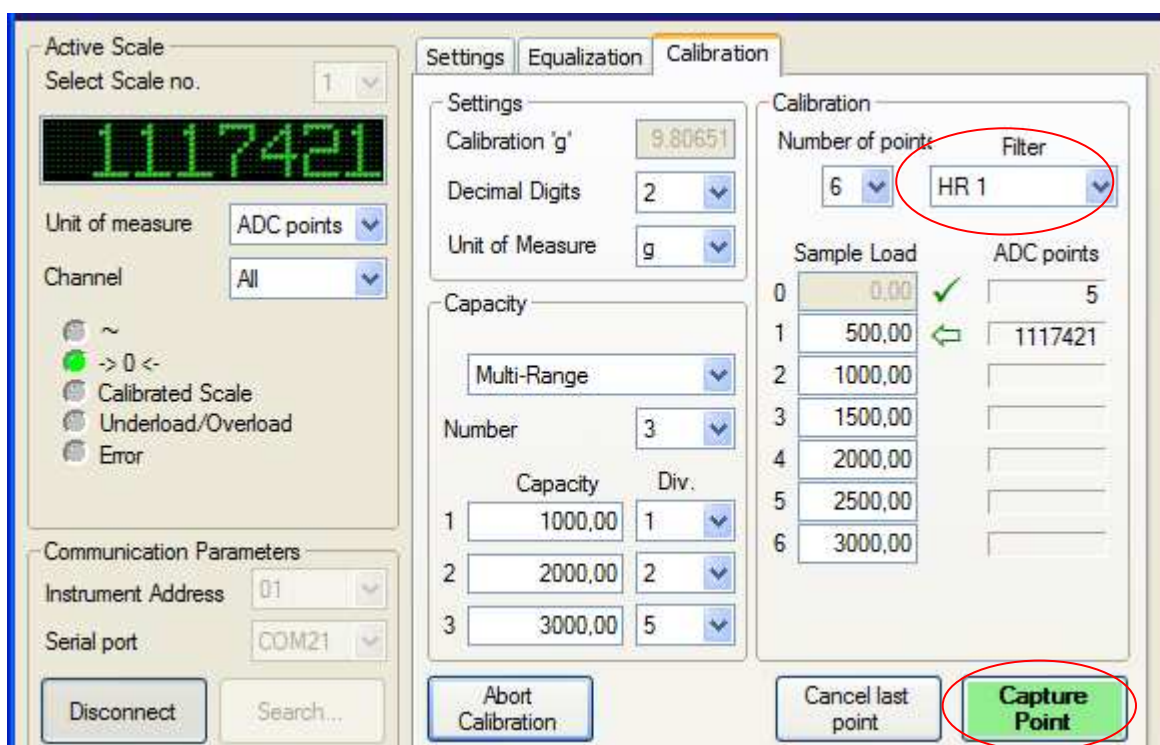 Active Scale
Select Scale no. 1
1117421
Unit of measure ADC points
Channel All
~
-> 0 <-
Calibrated Scale
Underload/Overload
Error
Communication Parameters
Instrument Address 01
Serial port COM21
Disconnect Search...
Settings Equalization Calibration
Settings
Calibration 'g' 9.80651
Decimal Digits 2
Unit of Measure g
Capacity
Multi-Range
Number 3
Capacity Div.
1 1000,00 1
2 2000,00 2
3 3000,00 5
Abort
Calibration
Calibration
Number of points Filter
6 HR 1
Sample Load ADC points
0 0,00 5
1 500,00 1117421
2 1000,00
3 1500,00
4 2000,00
5 2500,00
6 3000,00
Cancel last
point
Capture
Point